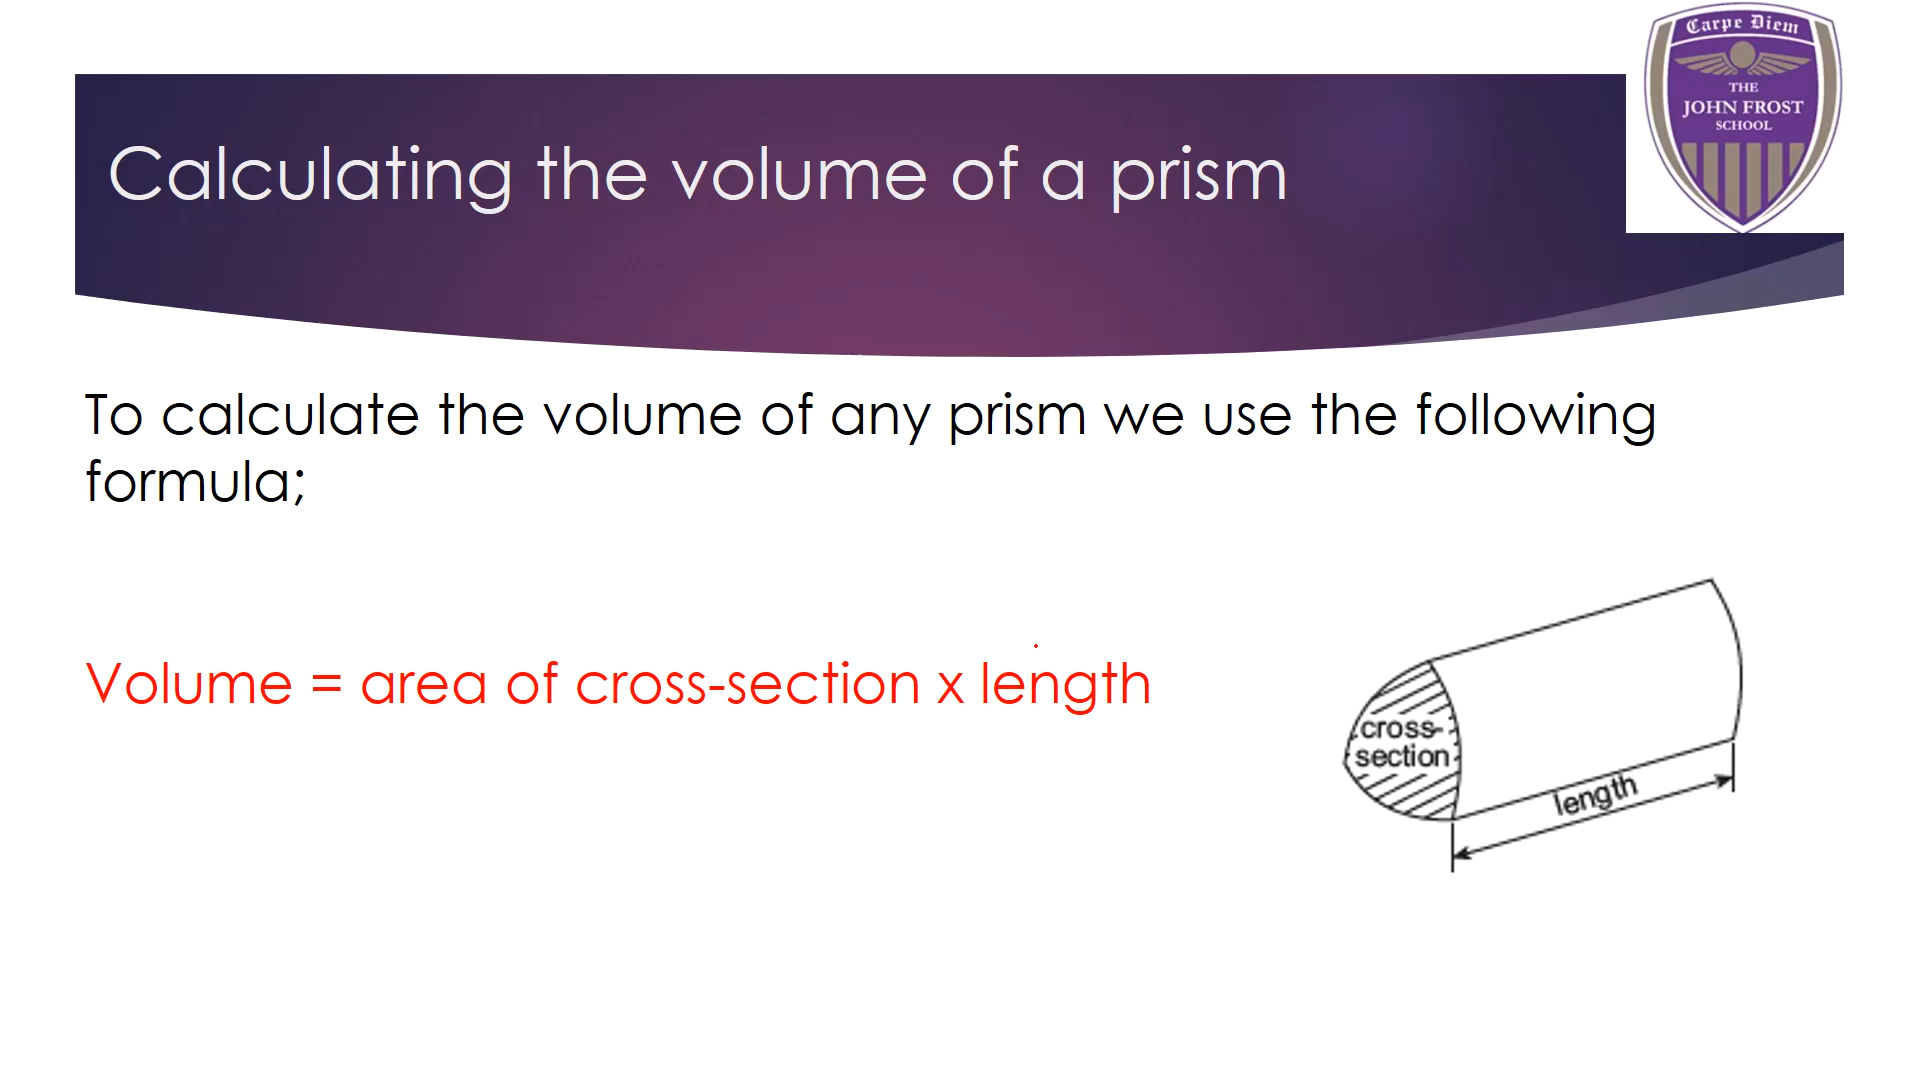 Carpe Diem
THE
JOHN FROST
SCHOOL
Calculating the volume of a prism
To calculate the volume of any prism we use the following
formula;
Volume = area of cross-section x length
cross-
section
length